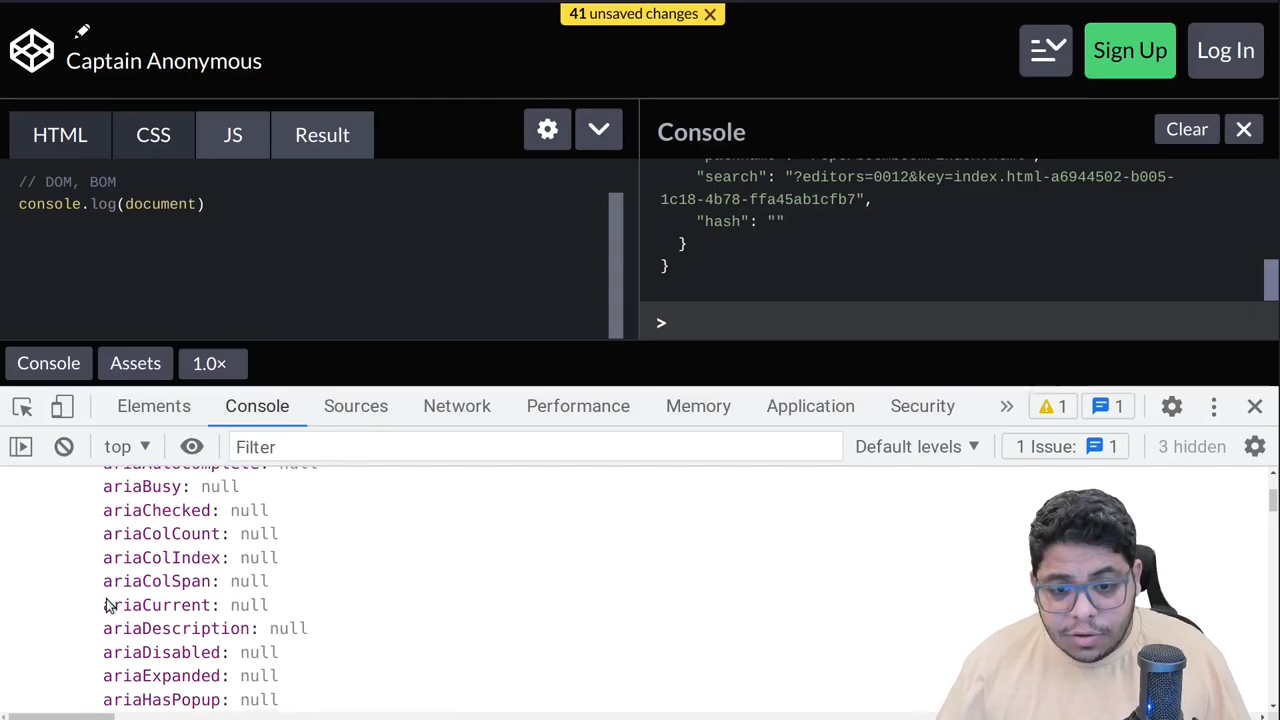 41 unsaved changes
Captain Anonymous
Sign Up
Log In
HTML
CSS
JS
Result
// DOM, BOM
console.log(document)
Console
Clear
"search": "?editors=0012&key=index.html-a6944502-b005-
1c18-4b78-ffa45ab1cfb7",
"hash": ""
}
}
>
Console
Assets
1.0×
Elements
Console
Sources
Network
Performance
Memory
Application
Security
1
1
top
Filter
Default levels
1 Issue:
1
3 hidden
ariaAutocomplete: null
ariaBusy: null
ariaChecked: null
ariaColCount: null
ariaColIndex: null
ariaColSpan: null
ariaCurrent: null
ariaDescription: null
ariaDisabled: null
ariaExpanded: null
ariaHasPopup: null